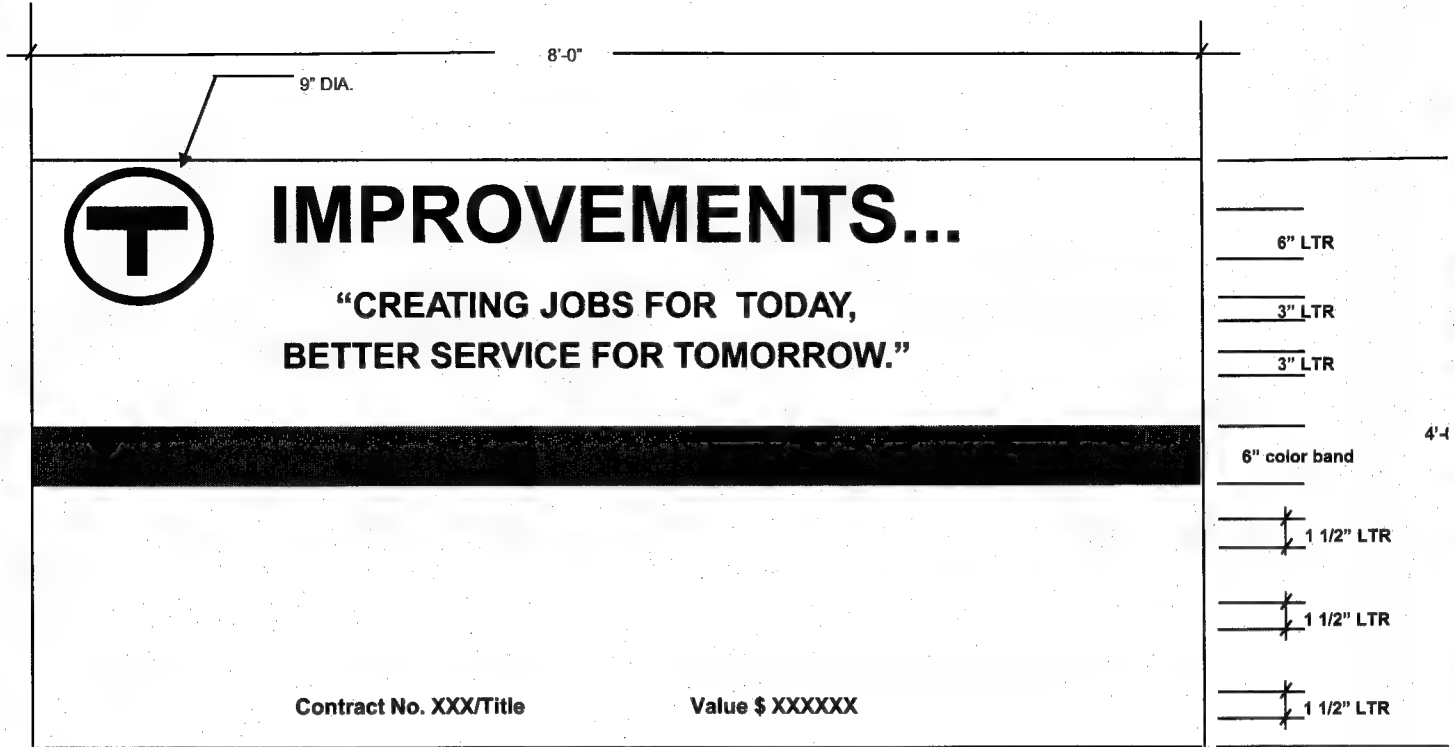 8'-0"
9" DIA.
T
IMPROVEMENTS...
6" LTR
“CREATING JOBS FOR TODAY,
3" LTR
BETTER SERVICE FOR TOMORROW.”
3" LTR
6" color band
1 1/2" LTR
1 1/2" LTR
Contract No. XXX/Title Value $ XXXXXX
1 1/2" LTR